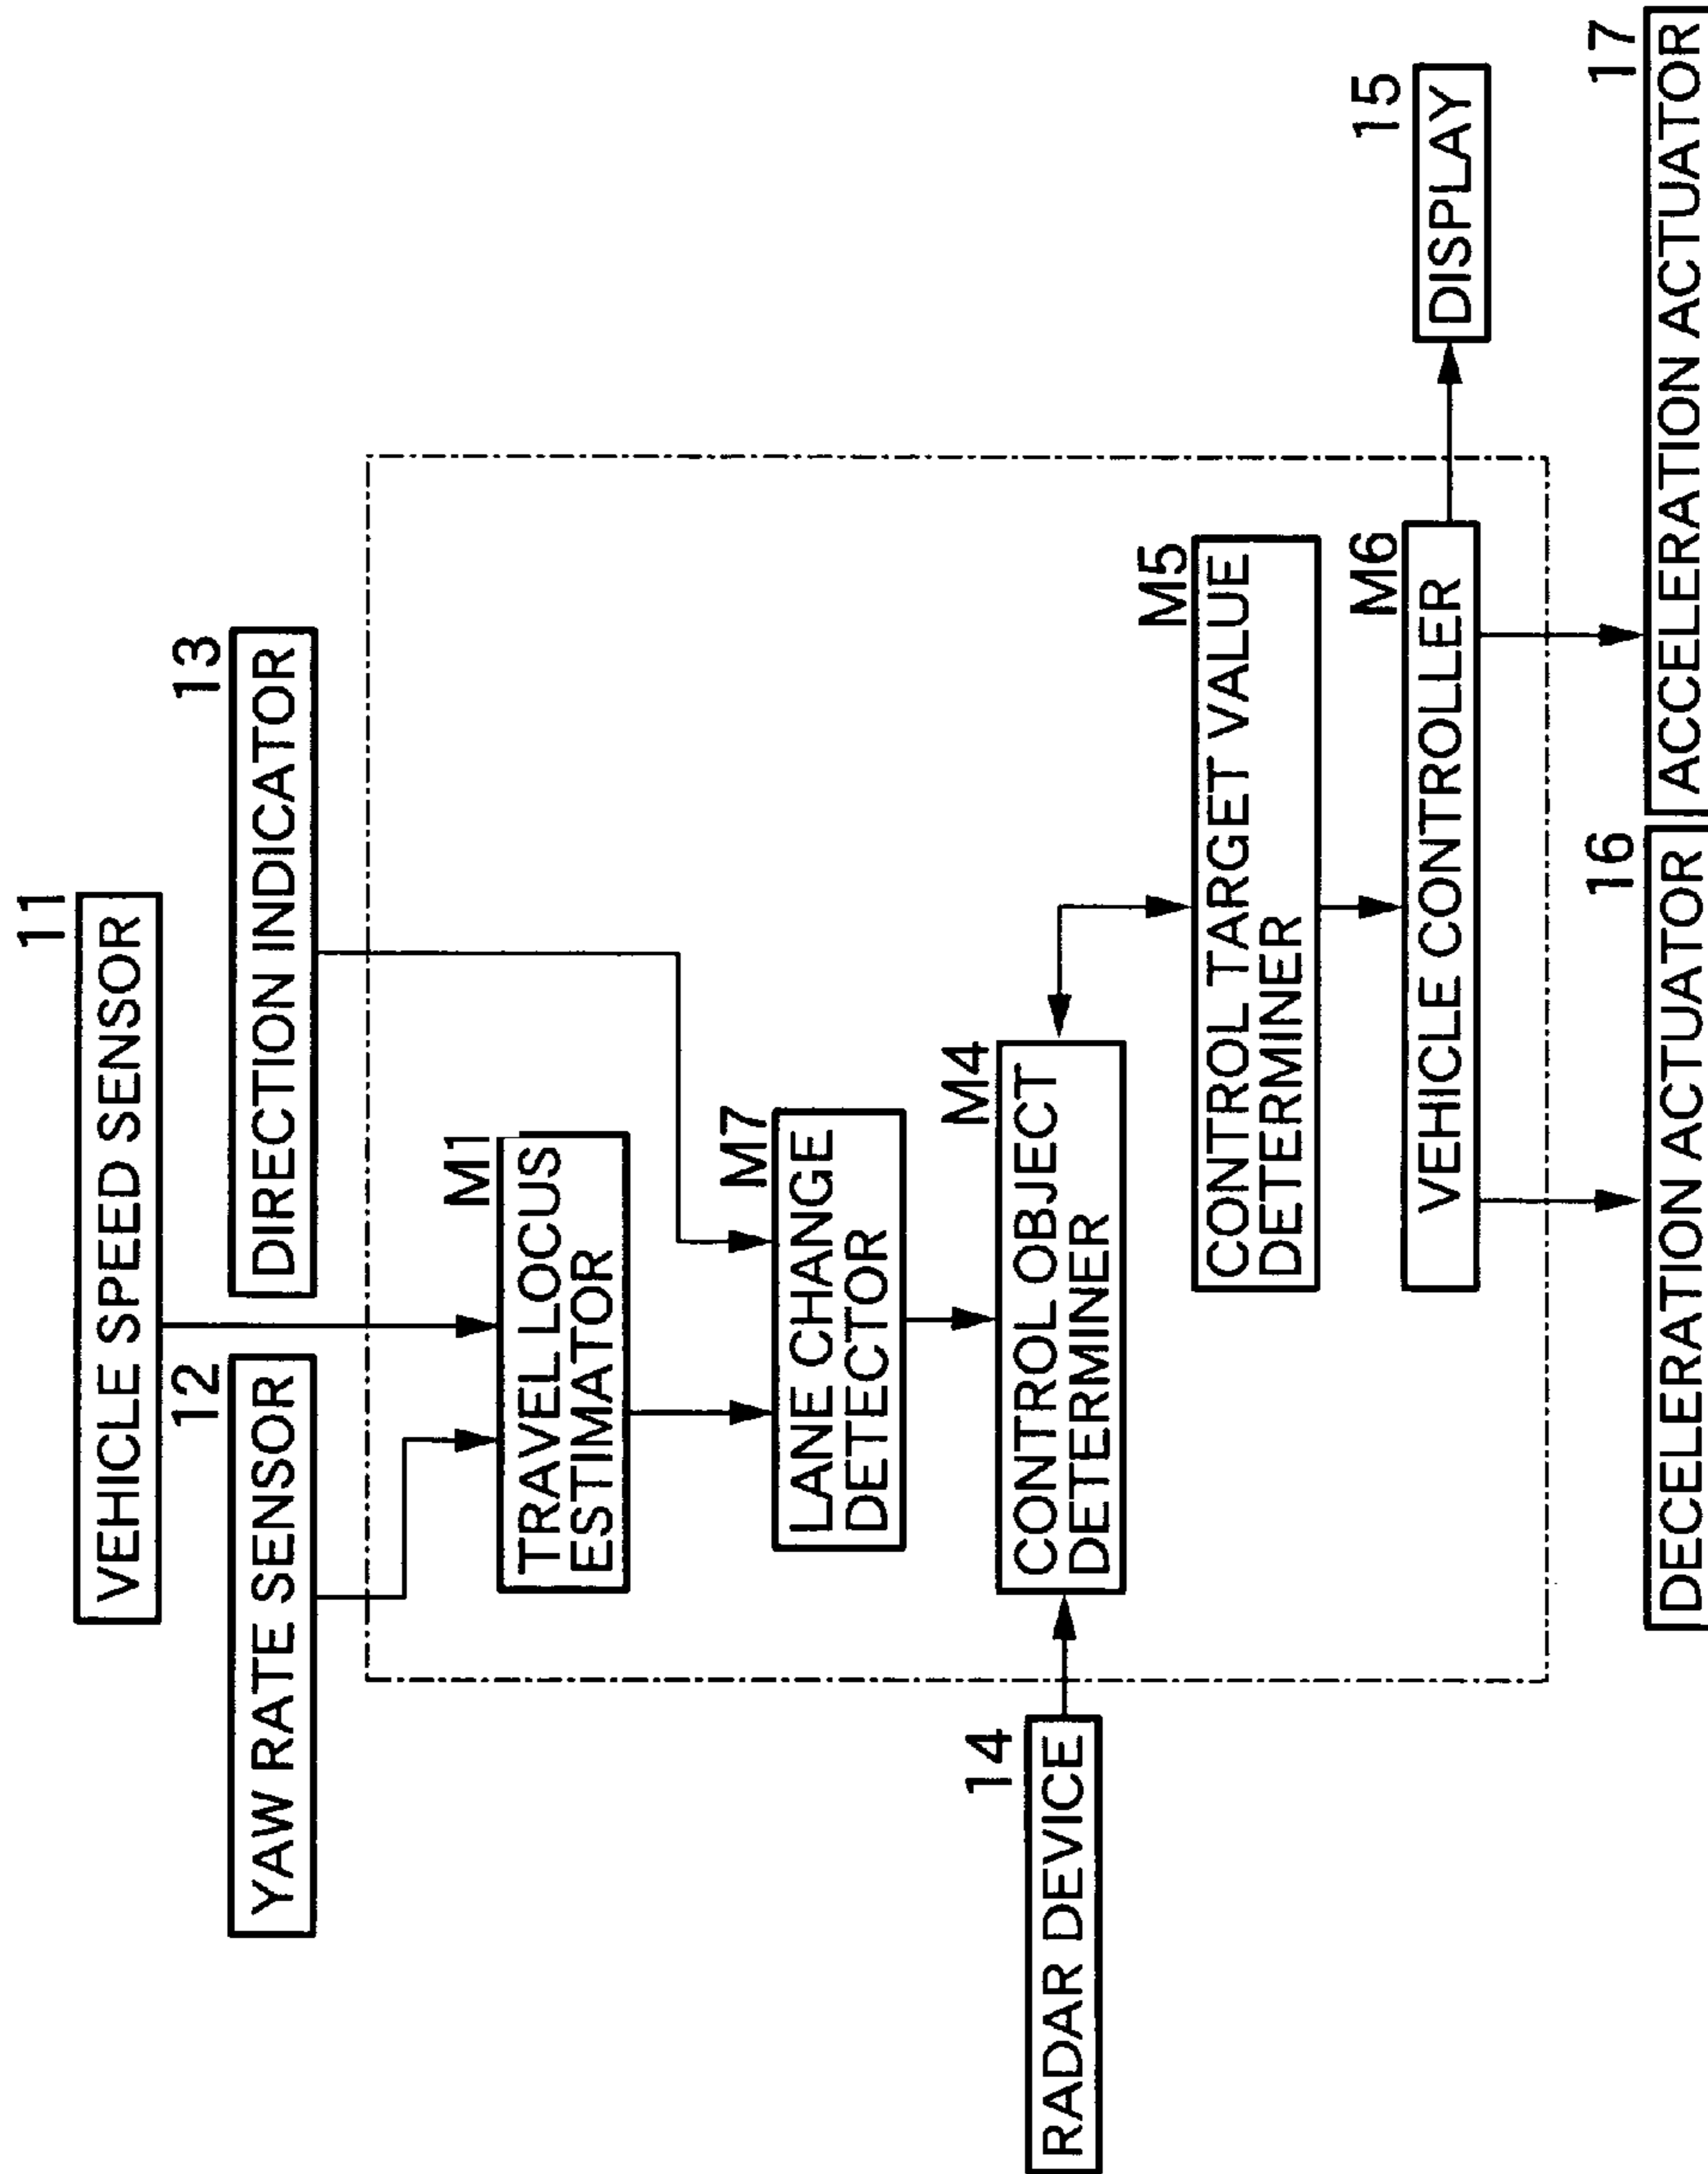 11
VEHICLE SPEED SENSOR
12
YAW RATE SENSOR
13
DIRECTION INDICATOR
M1
TRAVEL LOCUS
ESTIMATOR
M7
LANE CHANGE
DETECTOR
14
RADAR DEVICE
M4
CONTROL OBJECT
DETERMINER
M5
CONTROL TARGET VALUE
DETERMINER
M6
VEHICLE CONTROLLER
15
DISPLAY
16
DECELERATION ACTUATOR
17
ACCELERATION ACTUATOR